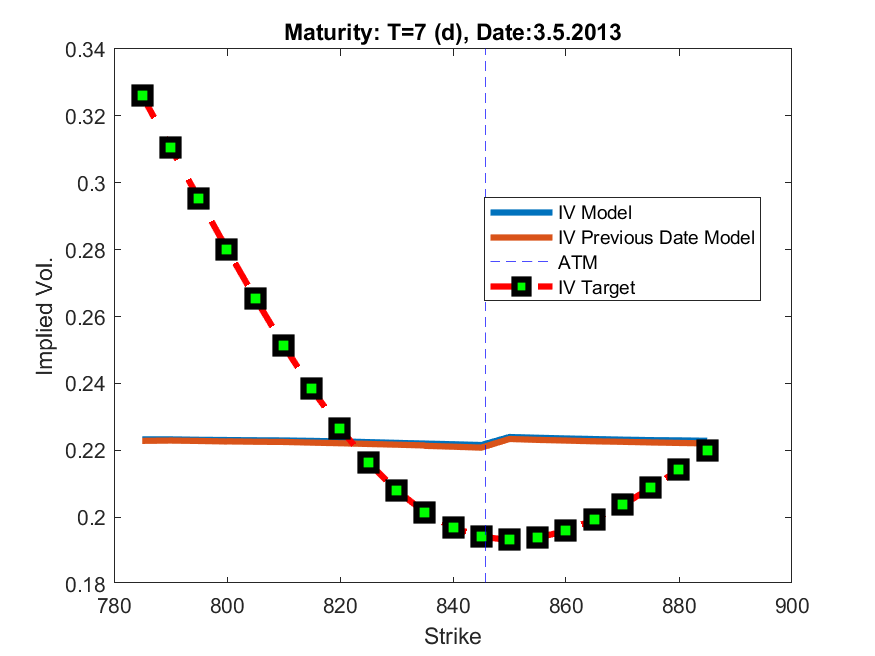 Maturity: T=7 (d), Date:3.5.2013
0.34
0.32
0.3
0.28
0.26
0.24
0.22
0.2
0.18
Implied Vol.
IV Model
IV Previous Date Model
ATM
IV Target
780
800
820
840
860
880
900
Strike